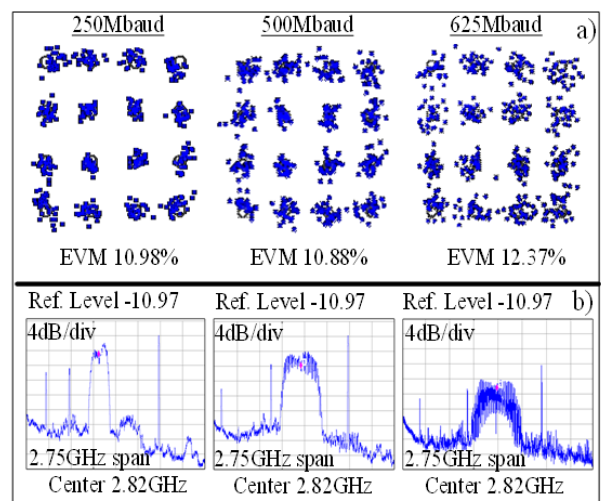 250Mbaud 500Mbaud 625Mbaud a)
EVM 10.98% EVM 10.88% EVM 12.37%
Ref. Level -10.97 Ref. Level -10.97 Ref. Level -10.97 b)
4dB/div 4dB/div 4dB/div
2.75GHz span 2.75GHz span 2.75GHz span
Center 2.82GHz Center 2.82GHz Center 2.82GHz